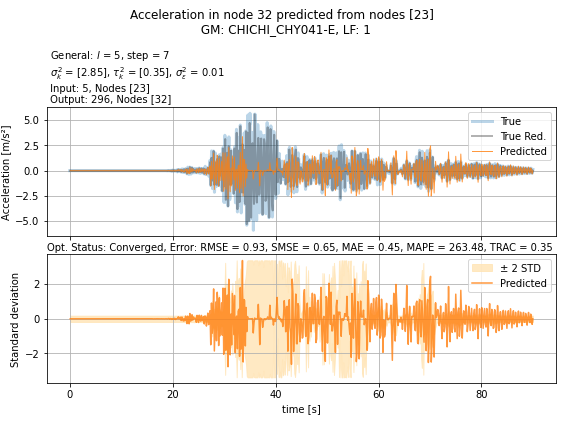 Acceleration in node 32 predicted from nodes [23]
GM: CHICHI_CHY041-E, LF: 1
General: l = 5, step = 7
σ²ₖ = [2.85], τ²ₖ = [0.35], σ²ε = 0.01
Input: 5, Nodes [23]
Output: 296, Nodes [32]
Acceleration [m/s²]
5.0
2.5
0.0
−2.5
−5.0
True
True Red.
Predicted
Opt. Status: Converged, Error: RMSE = 0.93, SMSE = 0.65, MAE = 0.45, MAPE = 263.48, TRAC = 0.35
Standard deviation
2
0
−2
± 2 STD
Predicted
0 20 40 60 80
time [s]